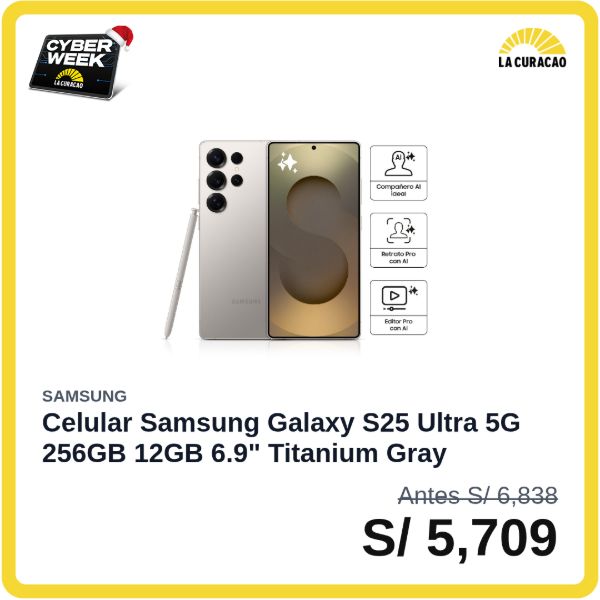 CYBER
WEEK
LA CURACAO
LA CURACAO
AI
Compañero AI
ideal
Retrato Pro
con AI
Editor Pro
con AI
SAMSUNG
SAMSUNG
Celular Samsung Galaxy S25 Ultra 5G
256GB 12GB 6.9" Titanium Gray
Antes S/ 6,838
S/ 5,709